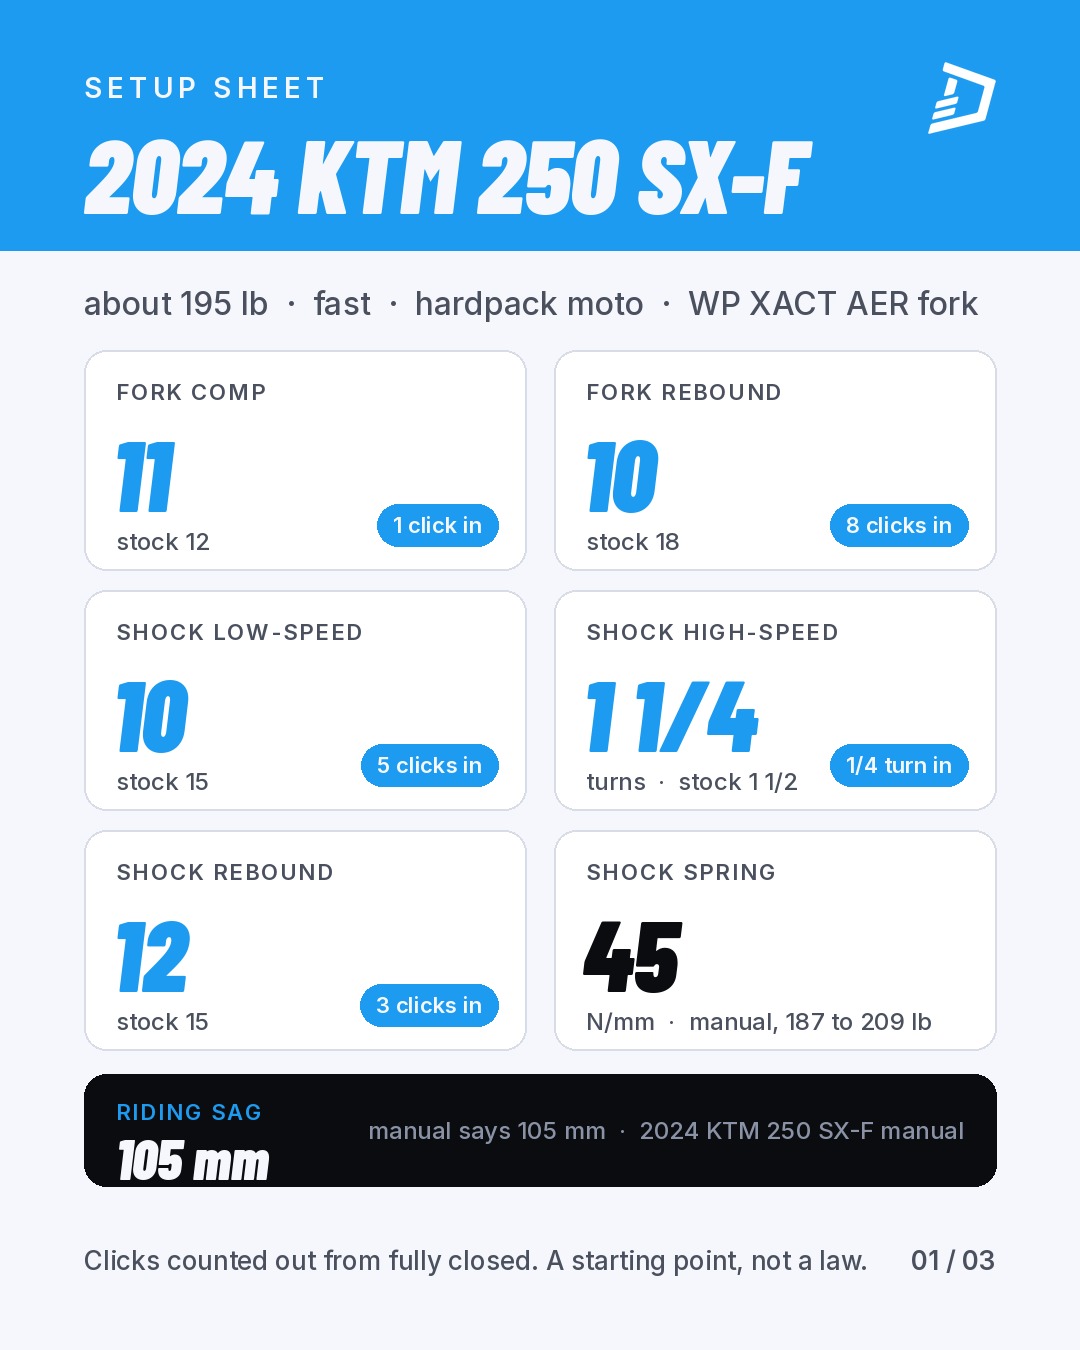 SETUP SHEET
2024 KTM 250 SX-F
about 195 lb · fast · hardpack moto · WP XACT AER fork
FORK COMP
11
stock 12
1 click in
FORK REBOUND
10
stock 18
8 clicks in
SHOCK LOW-SPEED
10
stock 15
5 clicks in
SHOCK HIGH-SPEED
1 1/4
turns · stock 1 1/2
1/4 turn in
SHOCK REBOUND
12
stock 15
3 clicks in
SHOCK SPRING
45
N/mm · manual, 187 to 209 lb
RIDING SAG
105 mm
manual says 105 mm · 2024 KTM 250 SX-F manual
Clicks counted out from fully closed. A starting point, not a law.
01 / 03